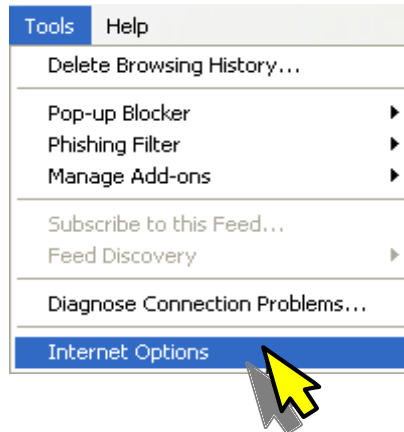 Tools Help
Delete Browsing History...
Pop-up Blocker
Phishing Filter
Manage Add-ons
Subscribe to this Feed...
Feed Discovery
Diagnose Connection Problems...
Internet Options